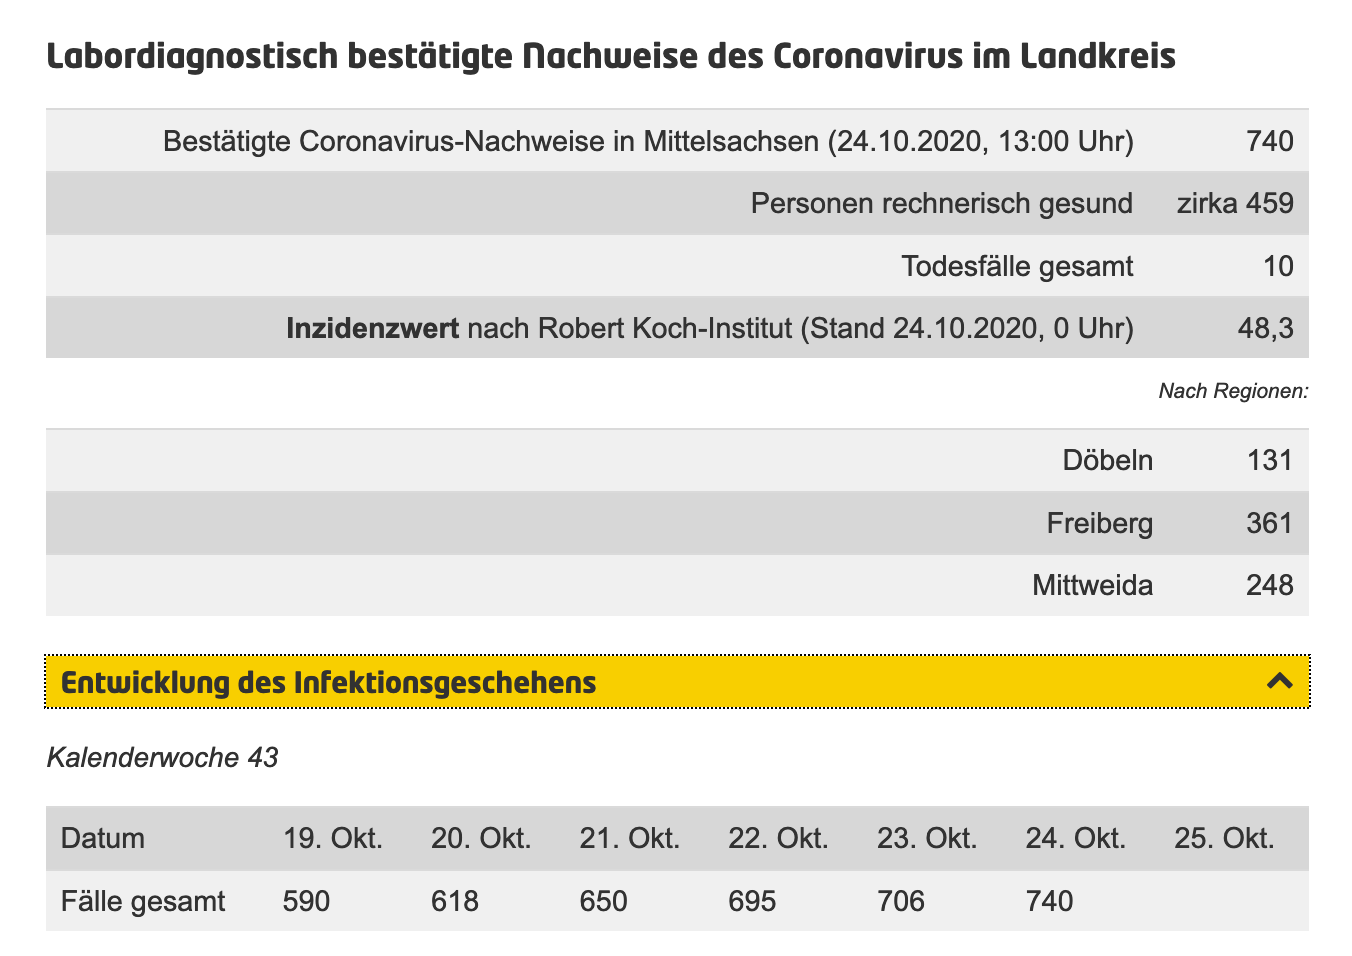 Labordiagnostisch bestätigte Nachweise des Coronavirus im Landkreis
Bestätigte Coronavirus-Nachweise in Mittelsachsen (24.10.2020, 13:00 Uhr) 740
Personen rechnerisch gesund zirka 459
Todesfälle gesamt 10
Inzidenzwert nach Robert Koch-Institut (Stand 24.10.2020, 0 Uhr) 48,3
Nach Regionen:
Döbeln 131
Freiberg 361
Mittweida 248
Entwicklung des Infektionsgeschehens
Kalenderwoche 43
Datum 19. Okt. 20. Okt. 21. Okt. 22. Okt. 23. Okt. 24. Okt. 25. Okt.
Fälle gesamt 590 618 650 695 706 740